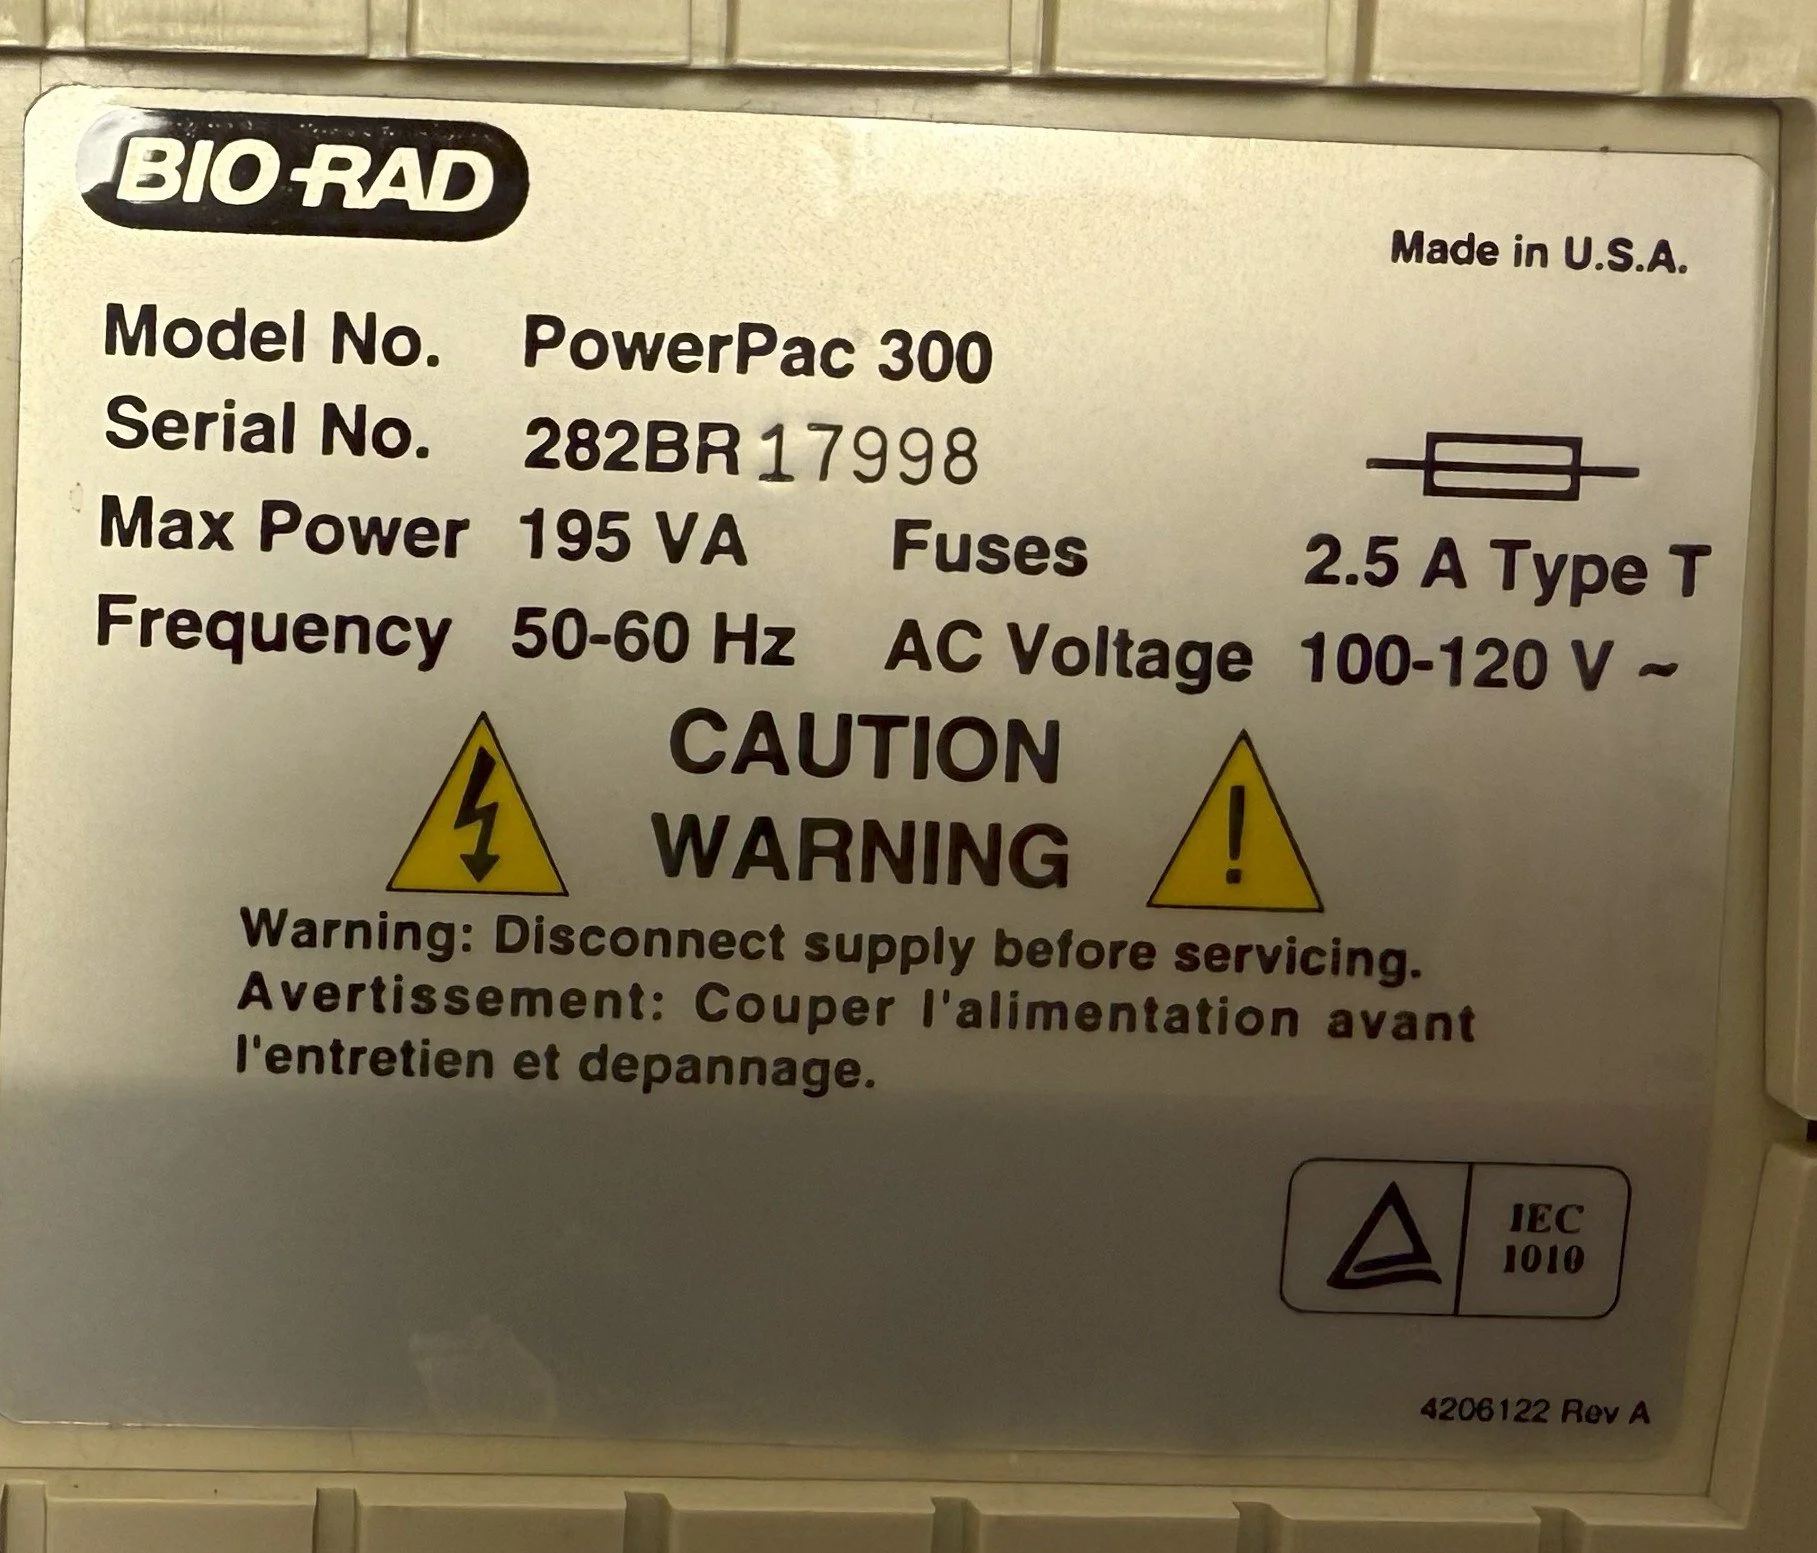 BIO-RAD
Made in U.S.A.
Model No. PowerPac 300
Serial No. 282BR 17998
Max Power 195 VA Fuses 2.5 A Type T
Frequency 50-60 Hz AC Voltage 100-120 V ~
CAUTION
WARNING
Warning: Disconnect supply before servicing.
Avertissement: Couper l'alimentation avant
l'entretien et depannage.
IEC
1010
4206122 Rev A